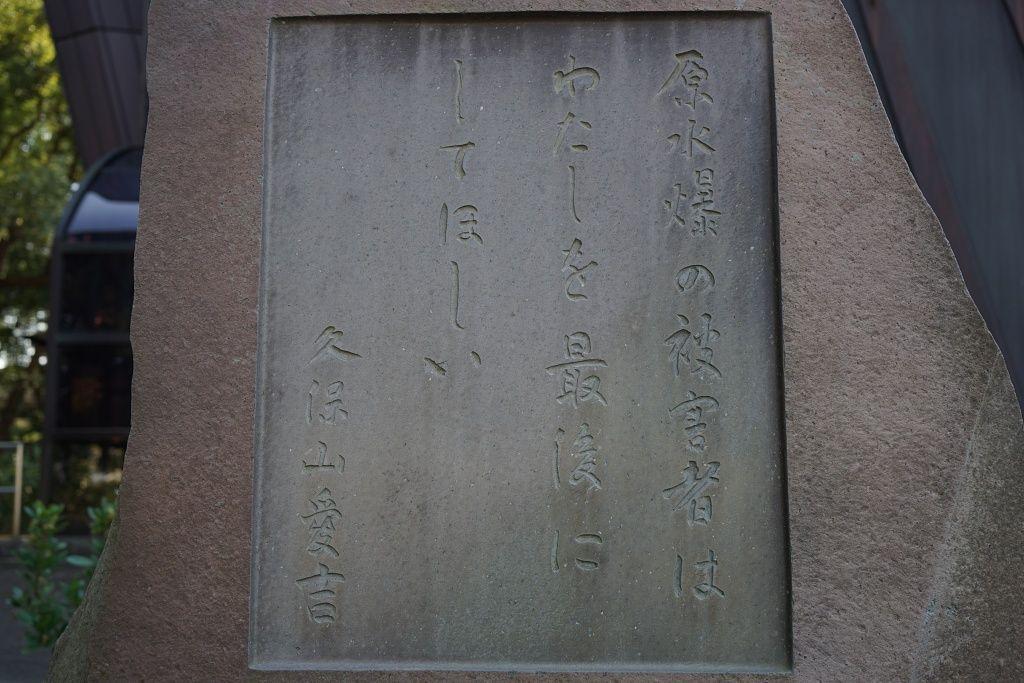 原水爆の被害者は
わたしを最後に
してほしい
久保山愛吉